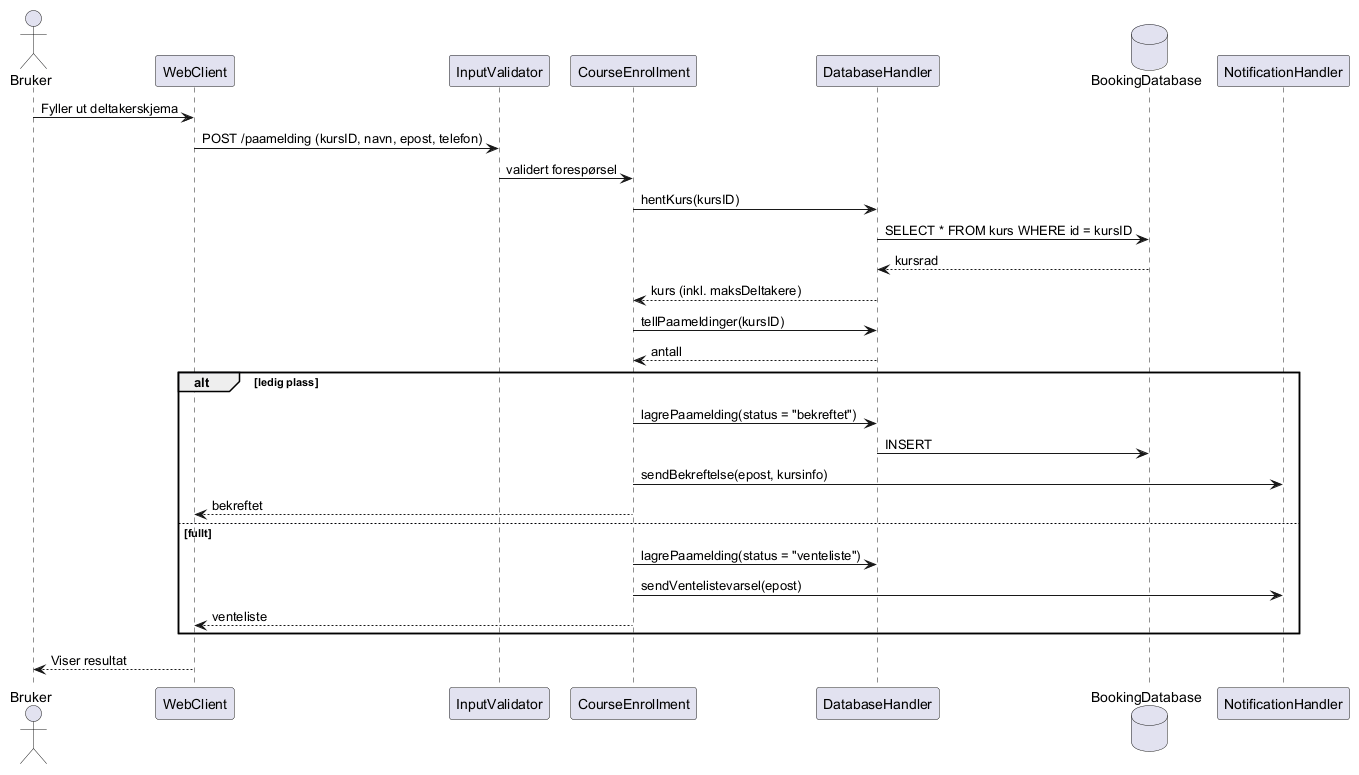 Bruker
WebClient
InputValidator
CourseEnrollment
DatabaseHandler
BookingDatabase
NotificationHandler
Fyller ut deltakerskjema
POST /paamelding (kursID, navn, epost, telefon)
validert forespørsel
hentKurs(kursID)
SELECT * FROM kurs WHERE id = kursID
kursrad
kurs (inkl. maksDeltakere)
tellPaameldinger(kursID)
antall
alt [ledig plass]
lagrePaamelding(status = "bekreftet")
INSERT
sendBekreftelse(epost, kursinfo)
bekreftet
[fullt]
lagrePaamelding(status = "venteliste")
sendVentelistevarsel(epost)
venteliste
Viser resultat
Bruker
WebClient
InputValidator
CourseEnrollment
DatabaseHandler
BookingDatabase
NotificationHandler